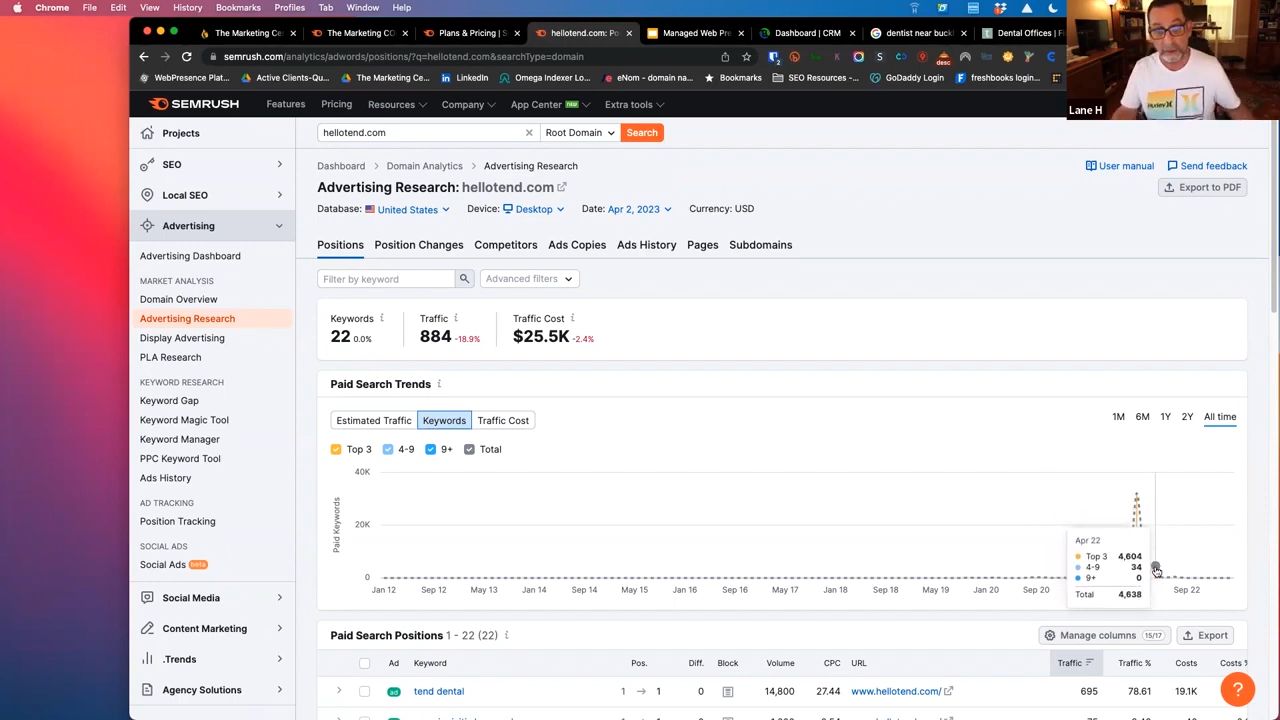 Chrome File Edit View History Bookmarks Profiles Tab Window Help
The Marketing Ce
The Marketing CO
Plans & Pricing | S
hellotend.com: Po
Managed Web Pre
Dashboard | CRM
dentist near buckl
Dental Offices | Fi
semrush.com/analytics/adwords/positions/?q=hellotend.com&searchType=domain
WebPresence Plat...
Active Clients-Qu...
The Marketing Ce...
LinkedIn
Omega Indexer Lo...
eNom - domain na...
Bookmarks
SEO Resources -...
GoDaddy Login
freshbooks login...
Lane H
SEMRUSH
Features Pricing Resources Company App Center NEW Extra tools
Projects
SEO
Local SEO
Advertising
Advertising Dashboard
MARKET ANALYSIS
Domain Overview
Advertising Research
Display Advertising
PLA Research
KEYWORD RESEARCH
Keyword Gap
Keyword Magic Tool
Keyword Manager
PPC Keyword Tool
Ads History
AD TRACKING
Position Tracking
SOCIAL ADS
Social Ads beta
Social Media
Content Marketing
.Trends
Agency Solutions
hellotend.com Root Domain Search
Dashboard > Domain Analytics > Advertising Research
User manual Send feedback
Advertising Research: hellotend.com
Export to PDF
Database: United States Device: Desktop Date: Apr 2, 2023 Currency: USD
Positions Position Changes Competitors Ads Copies Ads History Pages Subdomains
Filter by keyword Advanced filters
Keywords i Traffic i Traffic Cost i
22 0.0% 884 -18.9% $25.5K -2.4%
Paid Search Trends i
Estimated Traffic Keywords Traffic Cost
1M 6M 1Y 2Y All time
Top 3 4-9 9+ Total
Paid Keywords
40K
20K
0
Apr 22
Top 3 4,604
4-9 34
9+ 0
Total 4,638
Jan 12 Sep 12 May 13 Jan 14 Sep 14 May 15 Jan 16 Sep 16 May 17 Jan 18 Sep 18 May 19 Jan 20 Sep 20 Sep 22
Paid Search Positions 1 - 22 (22) i
Manage columns 15/17 Export
Ad Keyword Pos. Diff. Block Volume CPC URL Traffic Traffic % Costs Costs %
ad tend dental 1 → 1 0 14,800 27.44 www.hellotend.com/ 695 78.61 19.1K
?